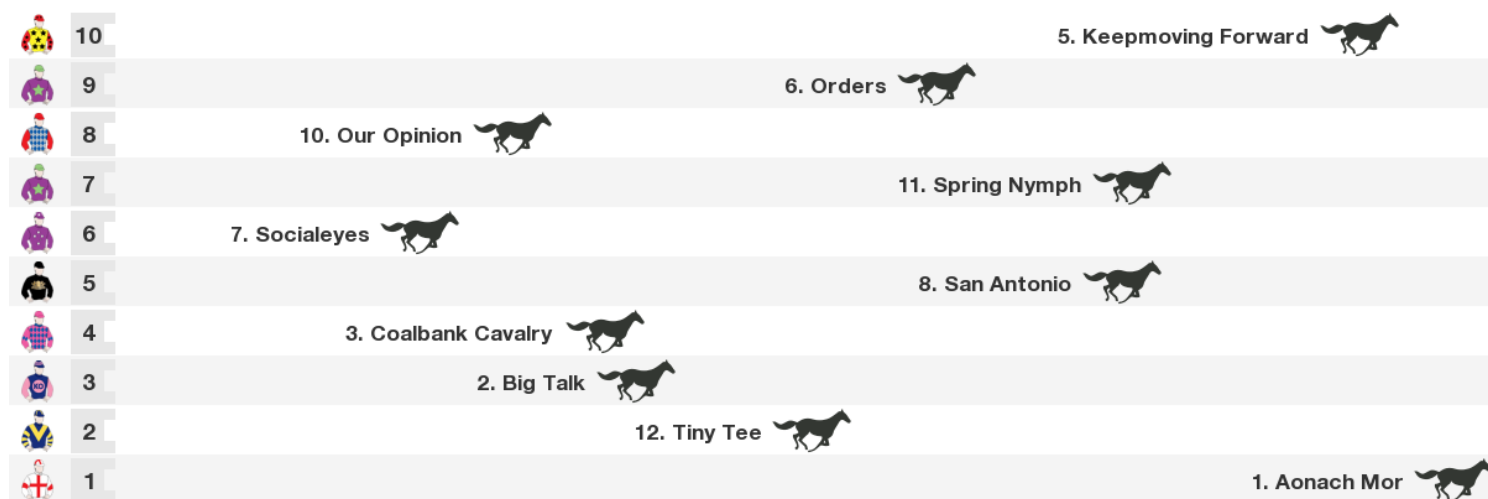 10 5. Keepmoving Forward
9 6. Orders
8 10. Our Opinion
7 11. Spring Nymph
6 7. Socialeyes
5 8. San Antonio
4 3. Coalbank Cavalry
3 2. Big Talk
2 12. Tiny Tee
1 1. Aonach Mor